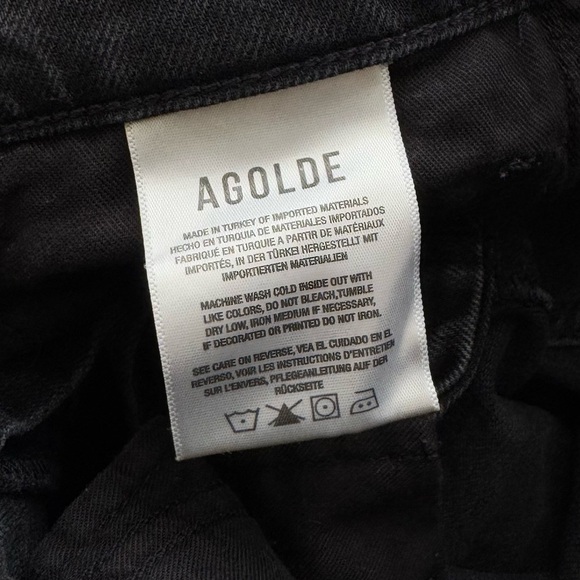 AGOLDE
MADE IN TURKEY OF IMPORTED MATERIALS
HECHO EN TURQUIA DE MATERIALES IMPORTADOS
FABRIQUÉ EN TURQUIE A PARTIR DE MATÉRIAUX
IMPORTÉS, IN DER TÜRKEI HERGESTELLT MIT
IMPORTIERTEN MATERIALIEN
MACHINE WASH COLD INSIDE OUT WITH
LIKE COLORS, DO NOT BLEACH,TUMBLE
DRY LOW, IRON MEDIUM IF NECESSARY,
IF DECORATED OR PRINTED DO NOT IRON.
SEE CARE ON REVERSE, VEA EL CUIDADO EN EL
REVERSO, VOIR LES INSTRUCTIONS D'ENTRETIEN
SUR L'ENVERS, PFLEGEANLEITUNG AUF DER
RÜCKSEITE